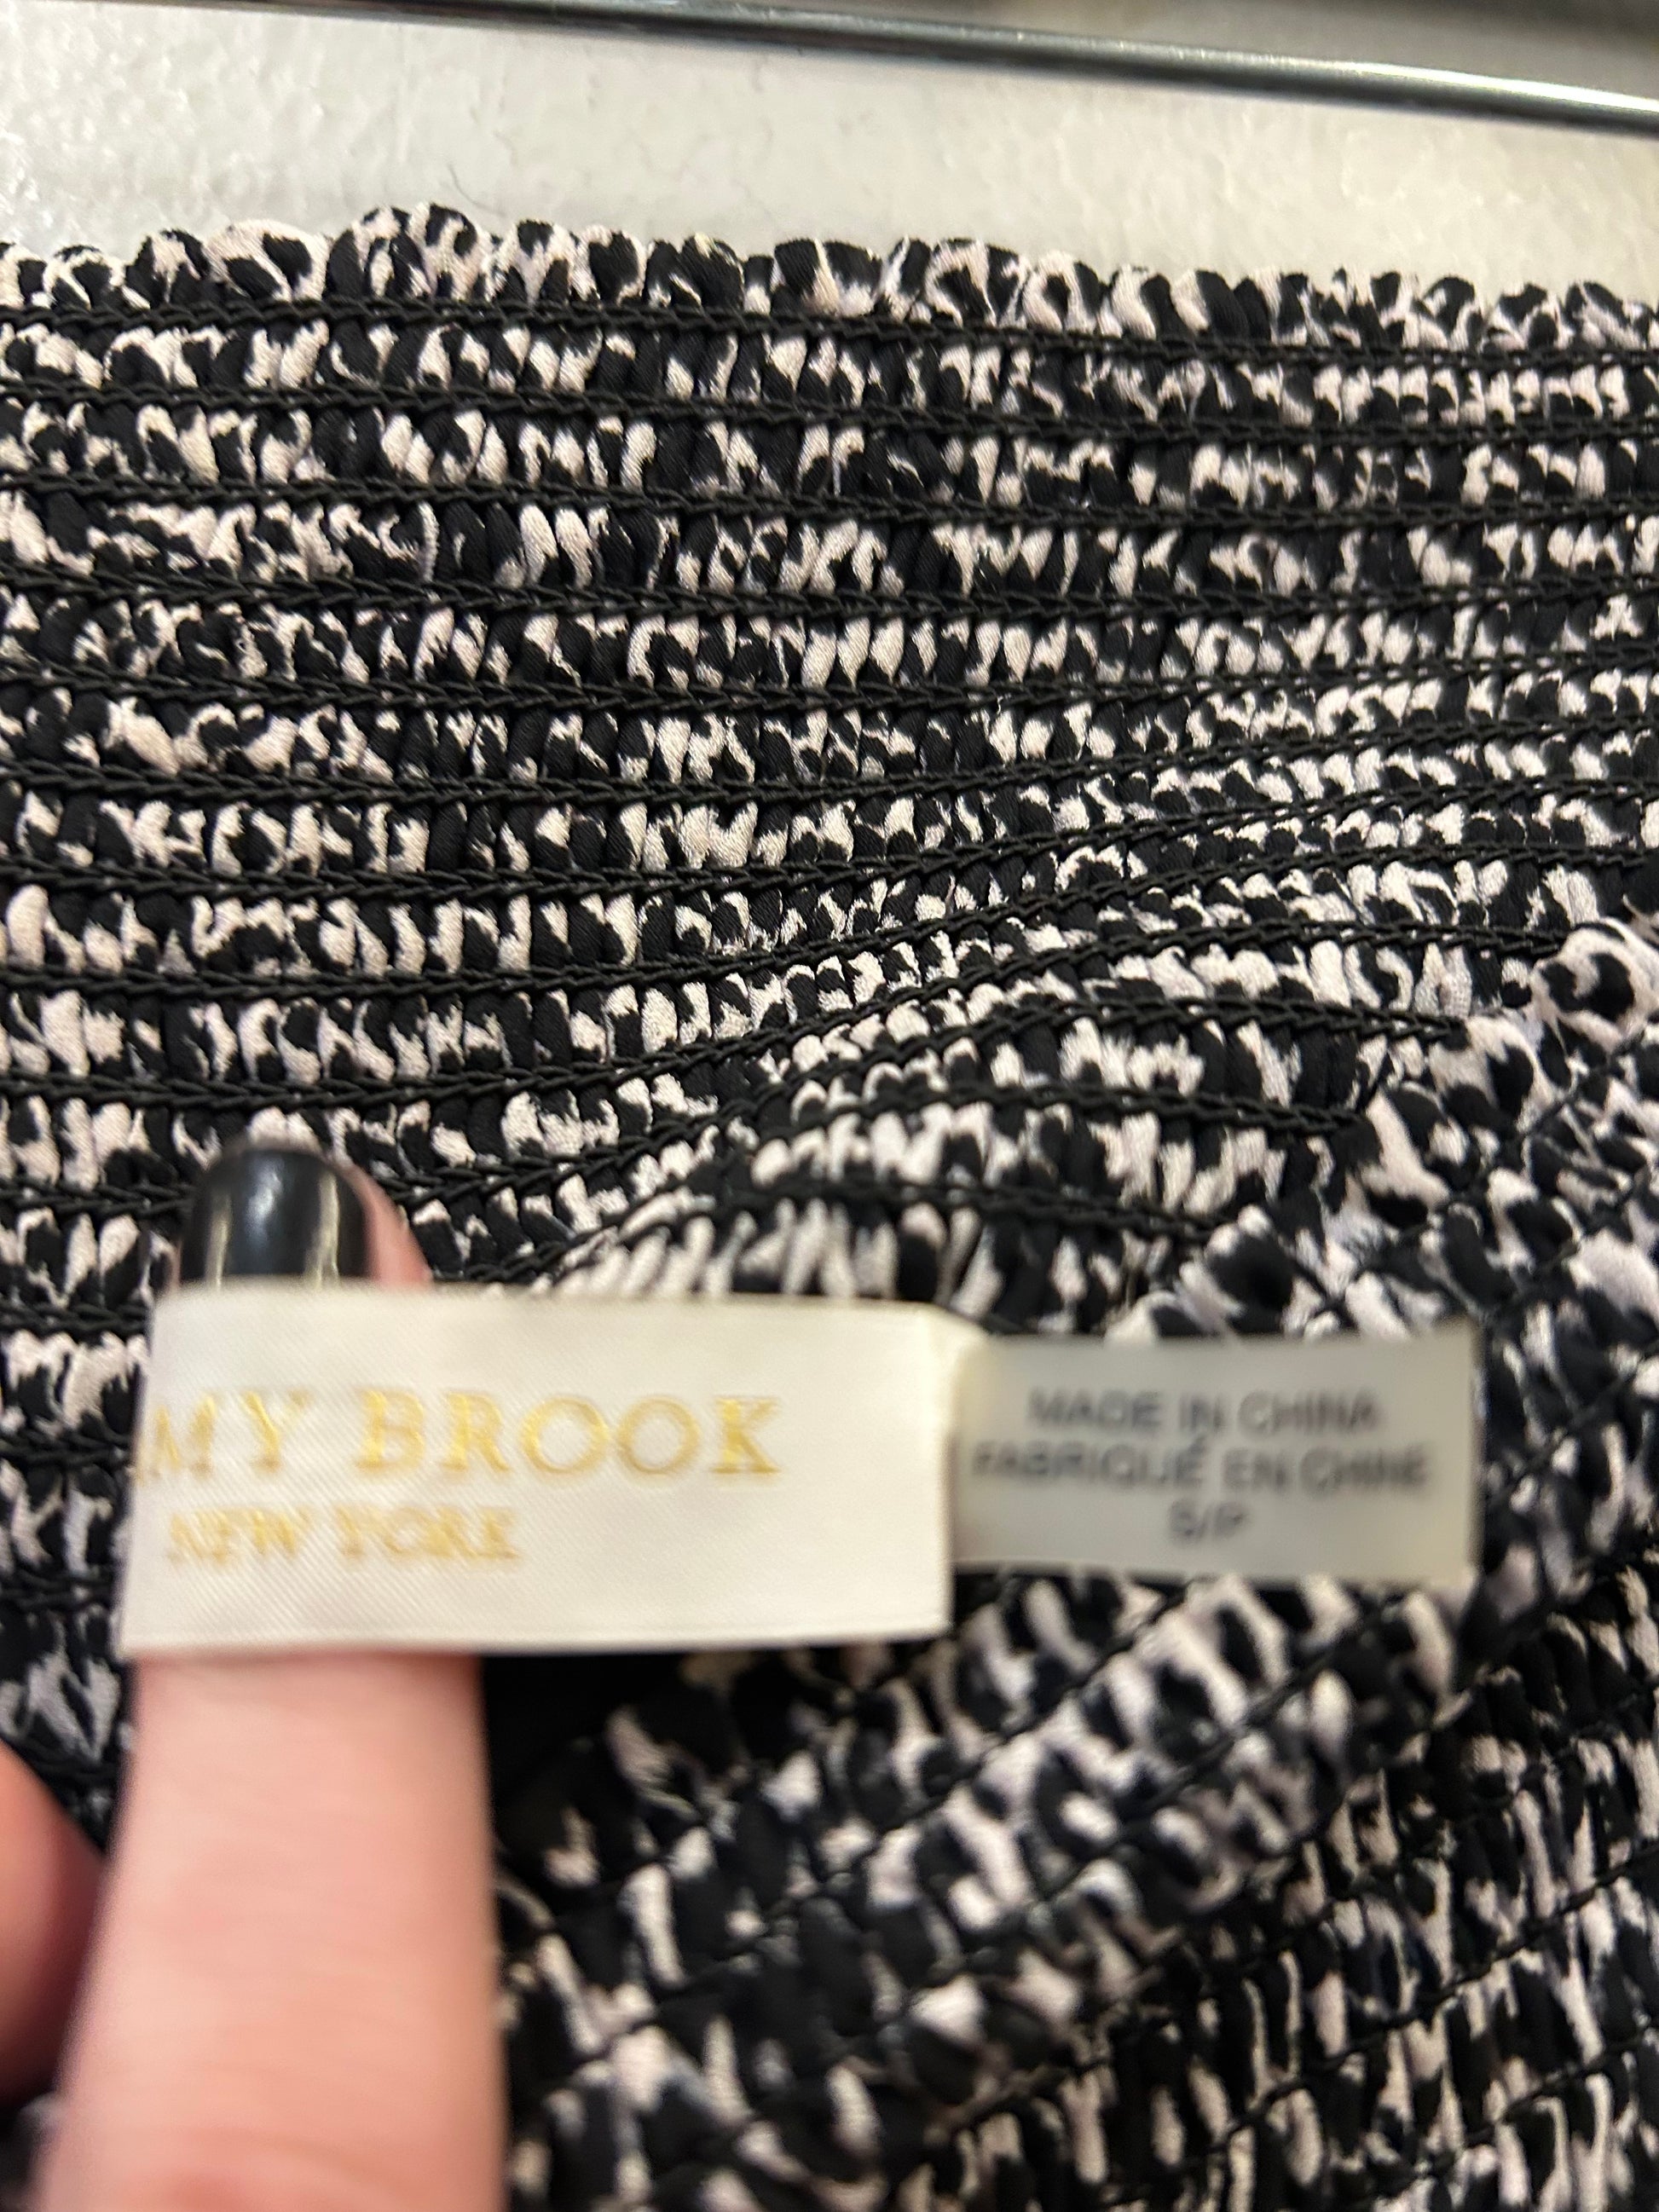 MY BROOK
NEW YORK
MADE IN CHINA
FABRIQUÉ EN CHINE
S/P